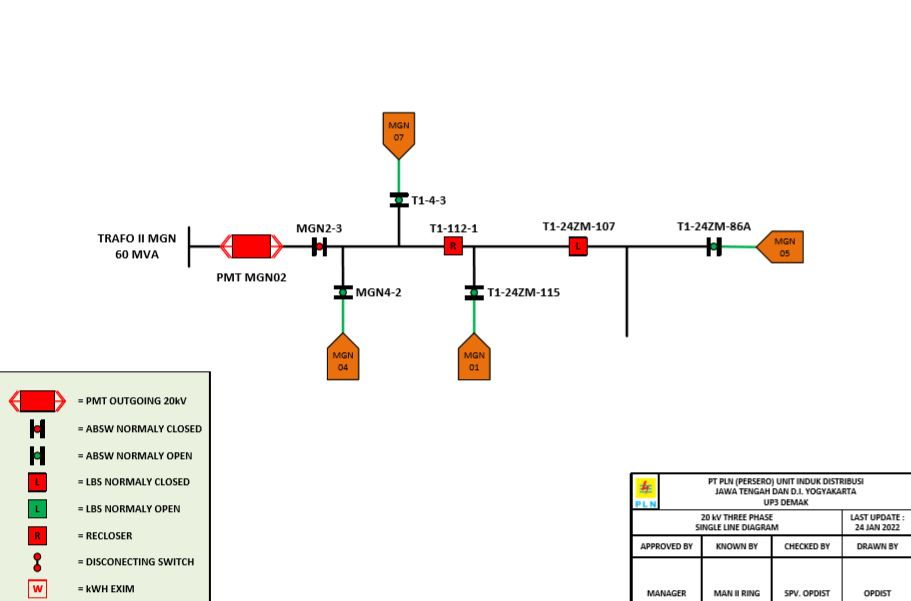 MGN
07
T1-4-3
MGN2-3
T1-112-1
T1-24ZM-107
T1-24ZM-86A
TRAFO II MGN
60 MVA
R
L
MGN
05
PMT MGN02
MGN4-2
T1-24ZM-115
MGN
04
MGN
01
= PMT OUTGOING 20kV
= ABSW NORMALY CLOSED
= ABSW NORMALY OPEN
L = LBS NORMALY CLOSED
L = LBS NORMALY OPEN
R = RECLOSER
= DISCONECTING SWITCH
W = kWH EXIM
PLN
PT PLN (PERSERO) UNIT INDUK DISTRIBUSI
JAWA TENGAH DAN D.I. YOGYAKARTA
UP3 DEMAK
20 kV THREE PHASE
SINGLE LINE DIAGRAM
LAST UPDATE :
24 JAN 2022
APPROVED BY KNOWN BY CHECKED BY DRAWN BY
MANAGER MAN II RING SPV. OPDIST OPDIST